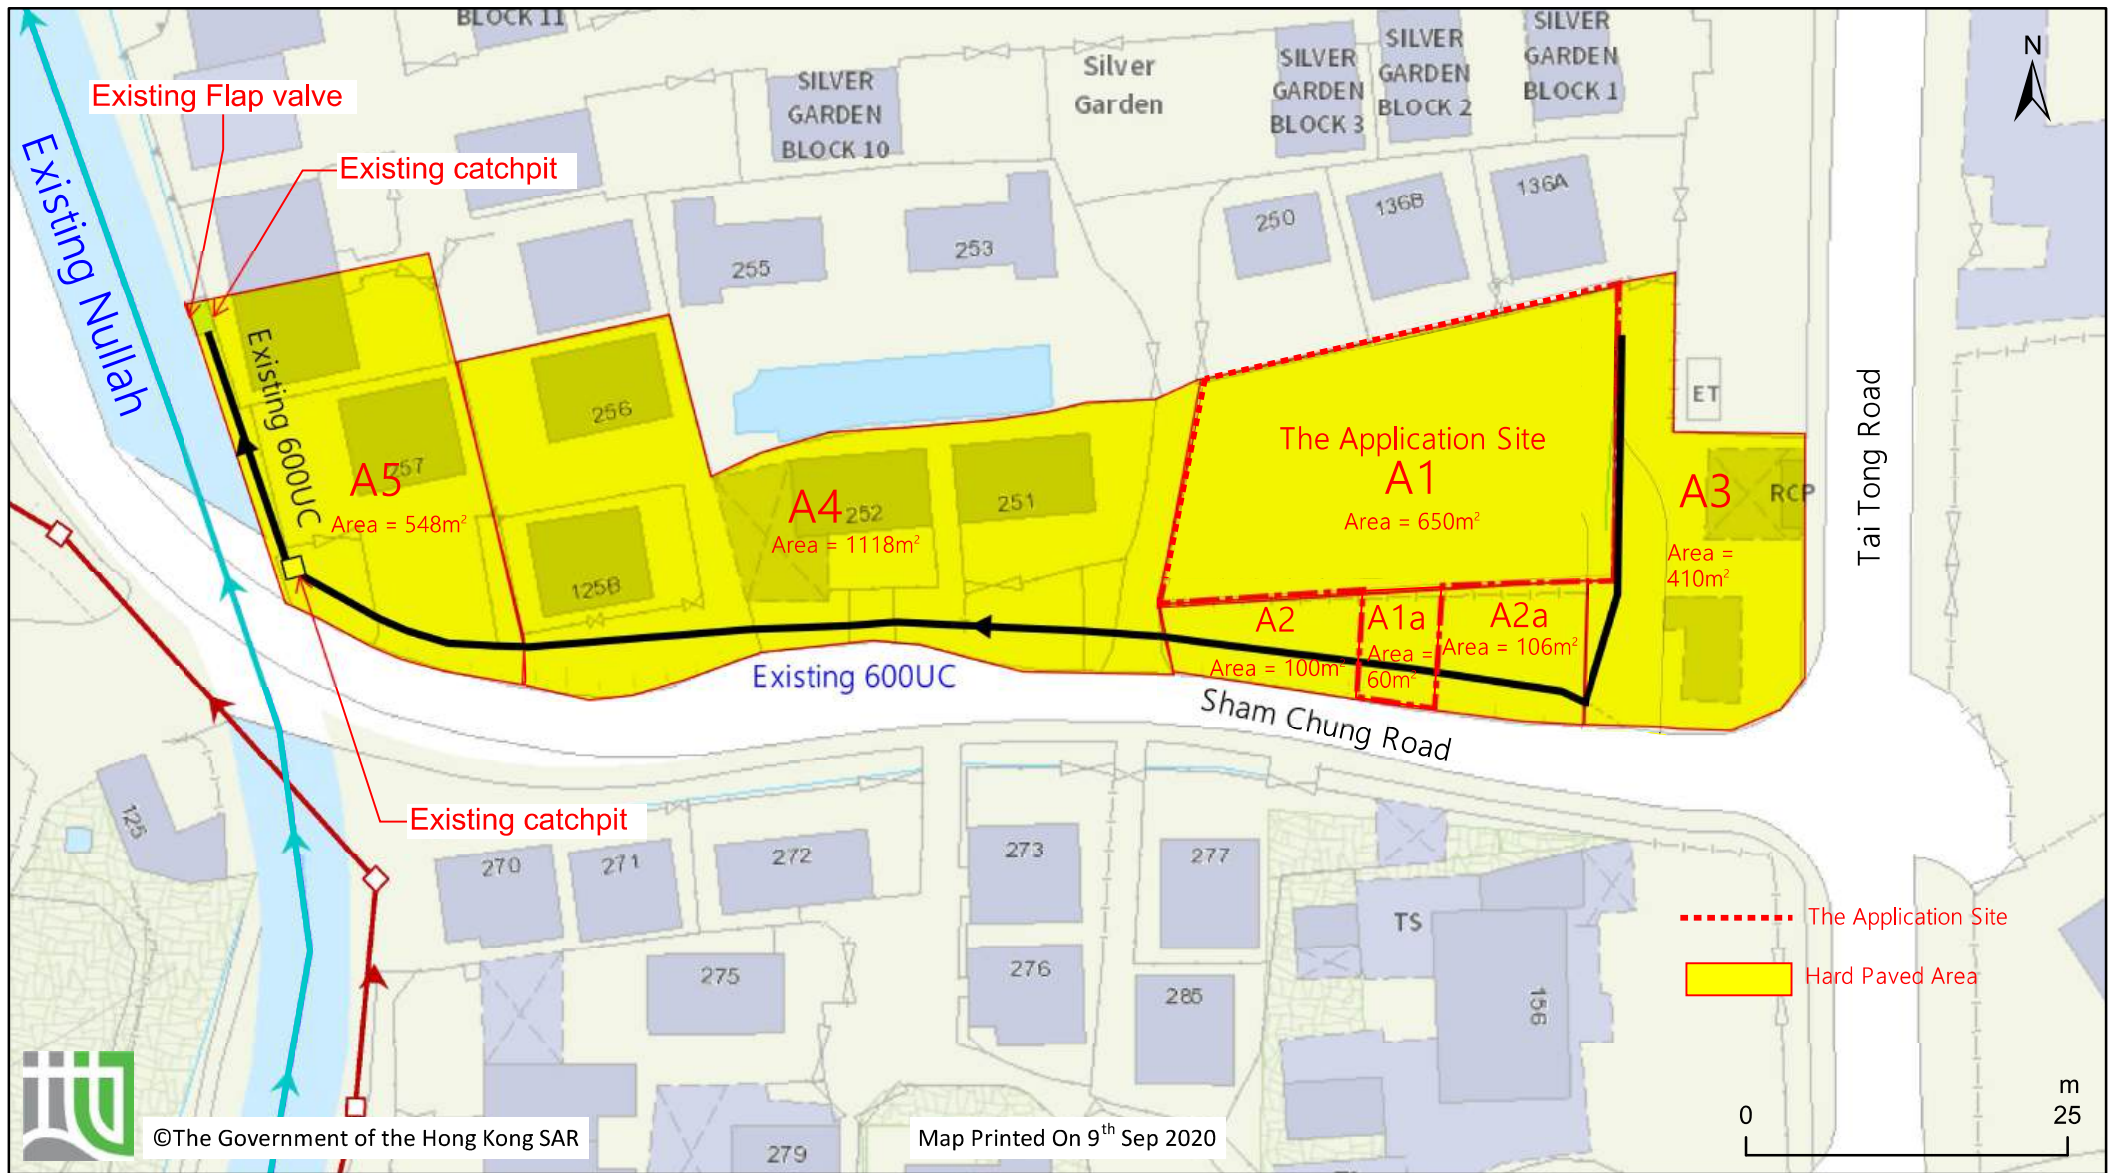 BLOCK 11
SILVER
GARDEN
BLOCK 10
Silver
Garden
SILVER
GARDEN
BLOCK 3
SILVER
GARDEN
BLOCK 2
SILVER
GARDEN
BLOCK 1
N
Existing Flap valve
Existing catchpit
Existing Nullah
255
253
250
136B
136A
Existing 600UC
256
257
A5
Area = 548m²
125B
A4
252
Area = 1118m²
251
The Application Site
A1
Area = 650m²
ET
A3
RCP
Area =
410m²
Tai Tong Road
A2
Area = 100m²
A1a
Area =
60m²
A2a
Area = 106m²
Existing 600UC
Sham Chung Road
125
Existing catchpit
270
271
272
273
277
275
276
285
TS
156
279
The Application Site
Hard Paved Area
©The Government of the Hong Kong SAR
Map Printed On 9th Sep 2020
m
0 25